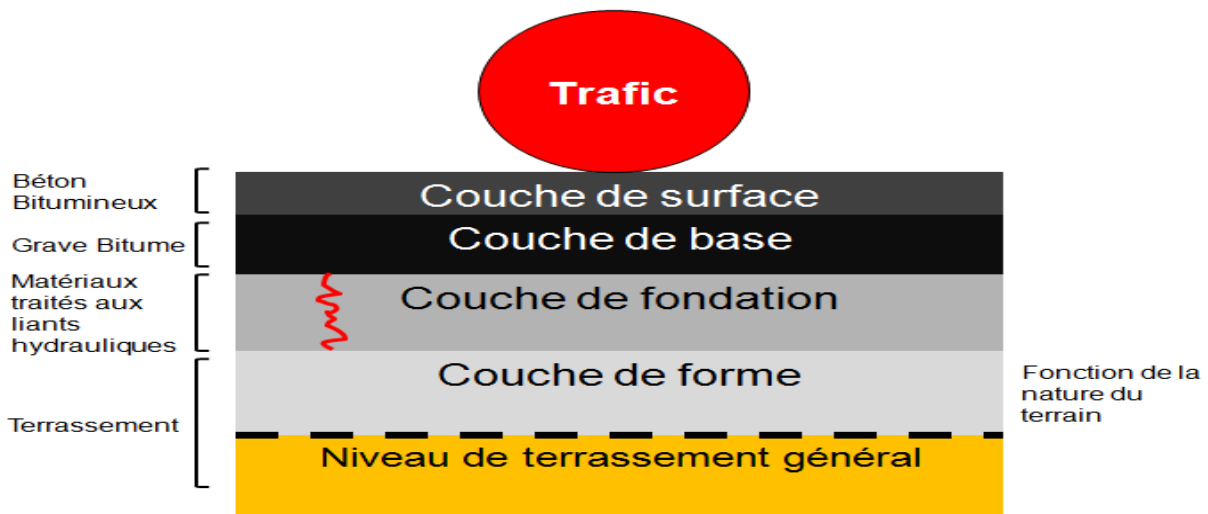 Trafic
Béton
Bitumineux
Couche de surface
Grave Bitume
Couche de base
Matériaux
traités aux
liants
hydrauliques
Couche de fondation
Couche de forme
Fonction de la
nature du
terrain
Terrassement
Niveau de terrassement général